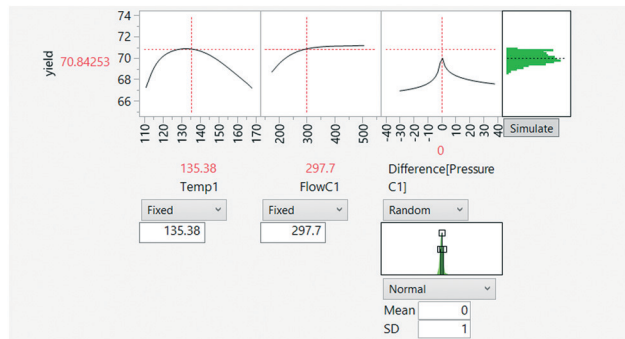 74
72
70
68
66
yield
70.84253
110
120
130
140
150
160
170
200
300
400
500
-40
-30
-20
-10
0
10
20
30
40
Simulate
135.38
Temp1
297.7
FlowC1
0
Difference[Pressure
C1]
Fixed
Fixed
Random
135.38
297.7
Normal
Mean 0
SD 1